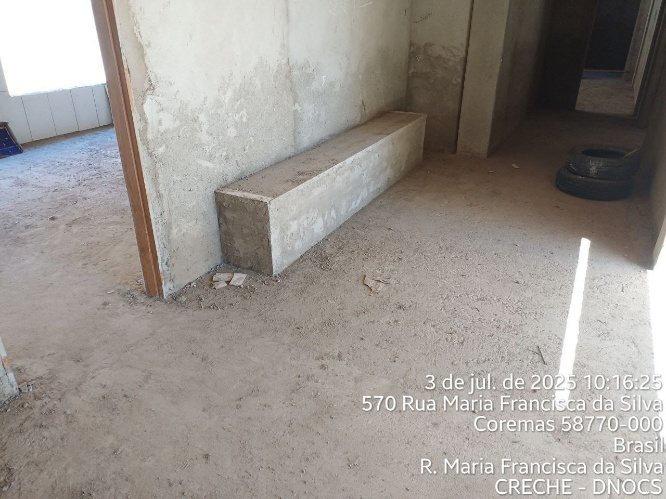 3 de jul. de 2025 10:16:25
570 Rua Maria Francisca da Silva
Coremas 58770-000
Brasil
R. Maria Francisca da Silva
CRECHE - DNOCS